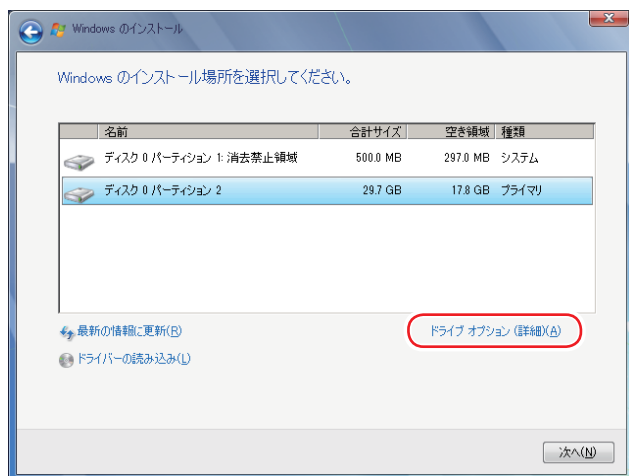 Windows のインストール
Windows のインストール場所を選択してください。
名前 合計サイズ 空き領域 種類
ディスク 0 パーティション 1: 消去禁止領域 500.0 MB 297.0 MB システム
ディスク 0 パーティション 2 29.7 GB 17.8 GB プライマリ
最新の情報に更新(R) ドライブ オプション (詳細)(A)
ドライバーの読み込み(L)
次へ(N)